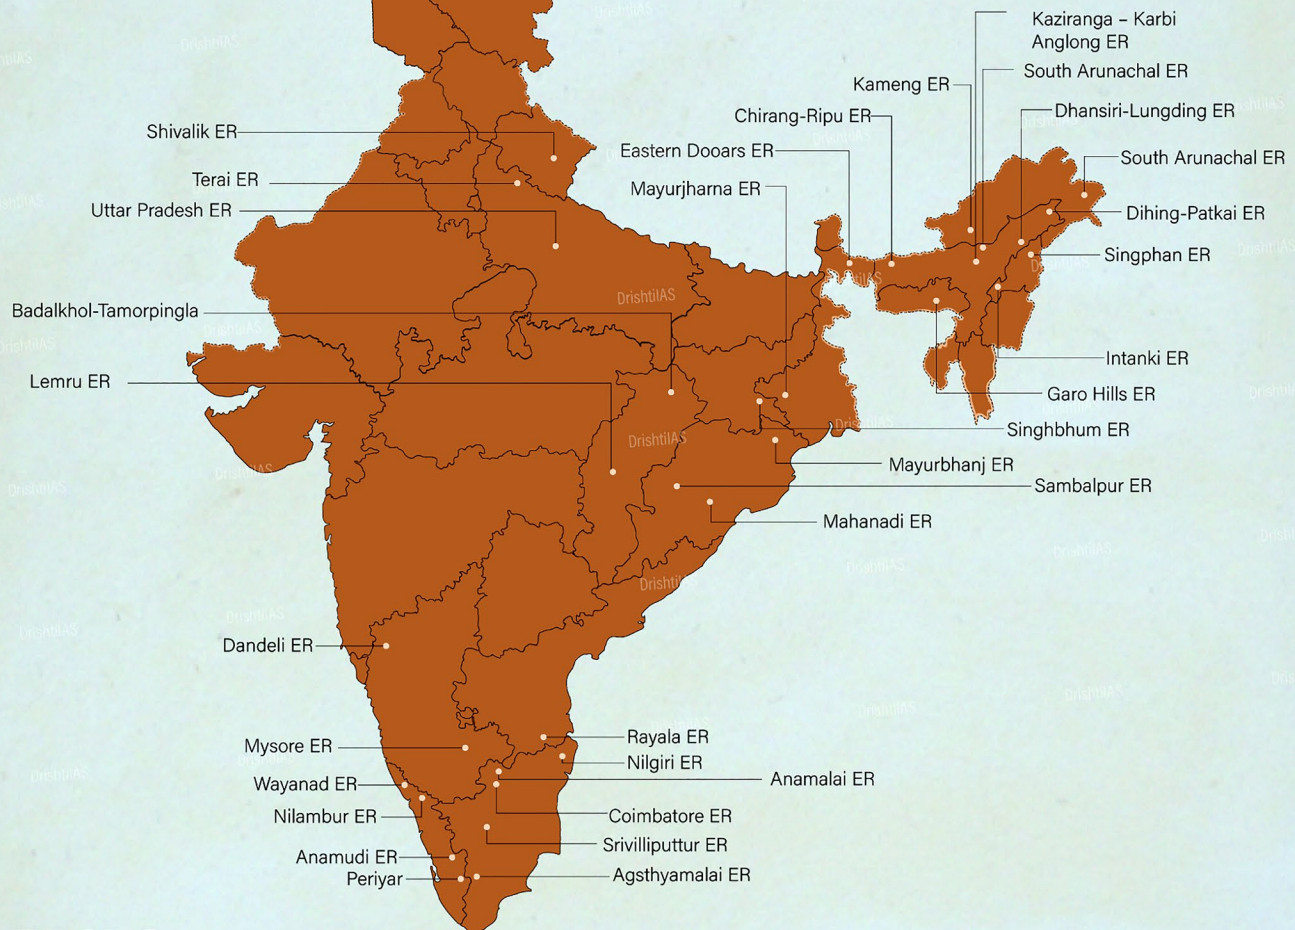 Kaziranga – Karbi
Anglong ER
South Arunachal ER
Kameng ER
Dhansiri-Lungding ER
Chirang-Ripu ER
Shivalik ER
Eastern Dooars ER
South Arunachal ER
Terai ER
Mayurjharna ER
Uttar Pradesh ER
Dihing-Patkai ER
Singphan ER
DrishtiIAS
Badalkhol-Tamorpingla
Intanki ER
Lemru ER
Garo Hills ER
Singhbhum ER
DrishtiIAS
Mayurbhanj ER
Sambalpur ER
Mahanadi ER
DrishtiIAS
Dandeli ER
Rayala ER
Mysore ER
Nilgiri ER
Anamalai ER
Wayanad ER
Nilambur ER
Coimbatore ER
Srivilliputtur ER
Anamudi ER
Periyar
Agsthyamalai ER